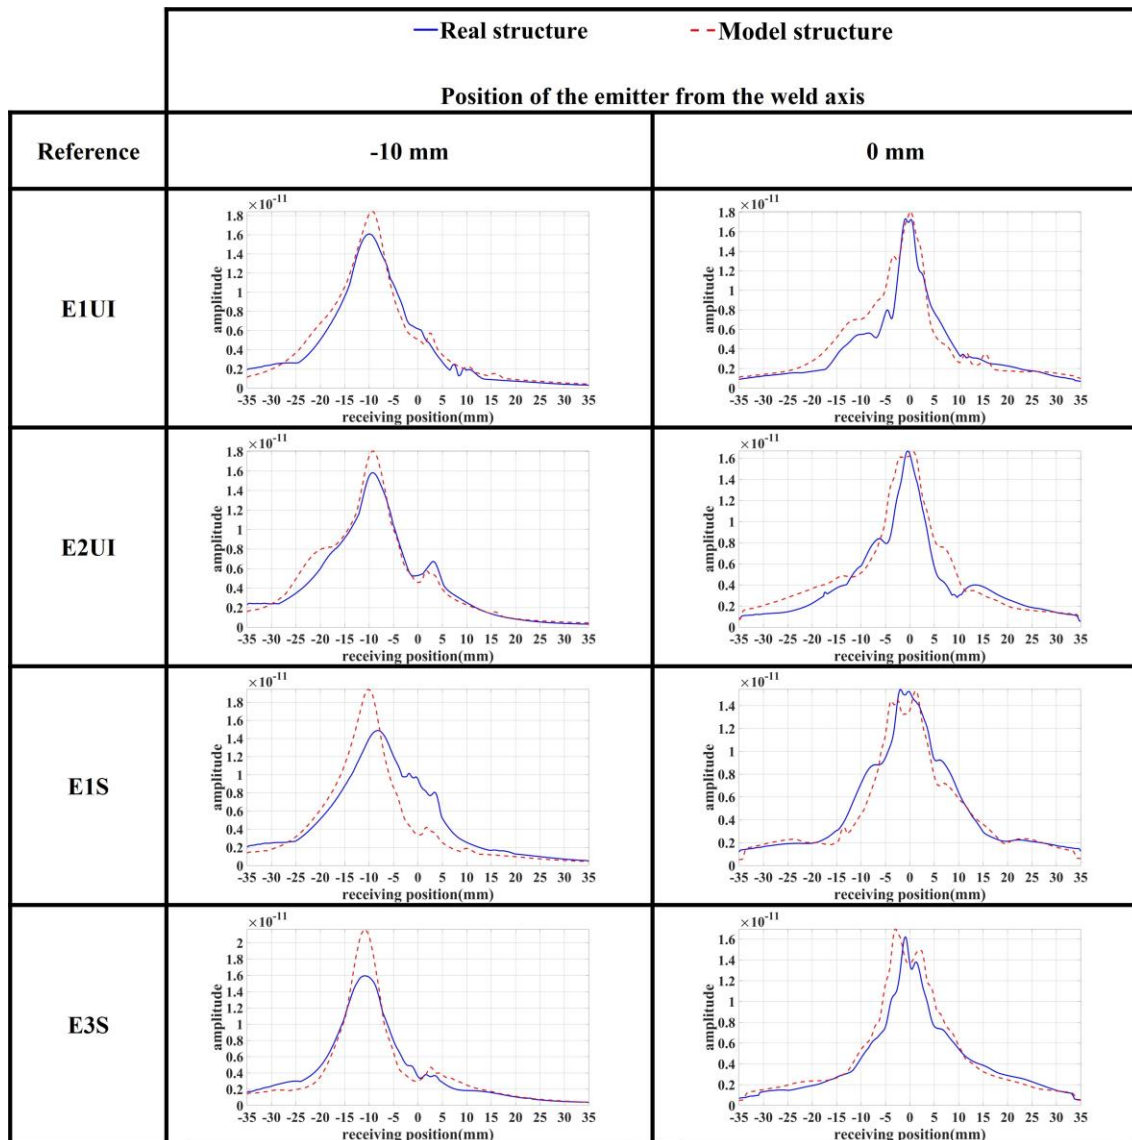 Real structure Model structure
Position of the emitter from the weld axis
Reference -10 mm 0 mm
E1UI
×10⁻¹¹
1.8
1.6
1.4
1.2
1
0.8
0.6
0.4
0.2
0
amplitude
-35 -30 -25 -20 -15 -10 -5 0 5 10 15 20 25 30 35
receiving position(mm)
×10⁻¹¹
1.8
1.6
1.4
1.2
1
0.8
0.6
0.4
0.2
0
amplitude
-35 -30 -25 -20 -15 -10 -5 0 5 10 15 20 25 30 35
receiving position(mm)
E2UI
×10⁻¹¹
1.8
1.6
1.4
1.2
1
0.8
0.6
0.4
0.2
0
amplitude
-35 -30 -25 -20 -15 -10 -5 0 5 10 15 20 25 30 35
receiving position(mm)
×10⁻¹¹
1.6
1.4
1.2
1
0.8
0.6
0.4
0.2
0
amplitude
-35 -30 -25 -20 -15 -10 -5 0 5 10 15 20 25 30 35
receiving position(mm)
E1S
×10⁻¹¹
1.8
1.6
1.4
1.2
1
0.8
0.6
0.4
0.2
0
amplitude
-35 -30 -25 -20 -15 -10 -5 0 5 10 15 20 25 30 35
receiving position(mm)
×10⁻¹¹
1.4
1.2
1
0.8
0.6
0.4
0.2
0
amplitude
-35 -30 -25 -20 -15 -10 -5 0 5 10 15 20 25 30 35
receiving position(mm)
E3S
×10⁻¹¹
2
1.8
1.6
1.4
1.2
1
0.8
0.6
0.4
0.2
0
amplitude
-35 -30 -25 -20 -15 -10 -5 0 5 10 15 20 25 30 35
receiving position(mm)
×10⁻¹¹
1.6
1.4
1.2
1
0.8
0.6
0.4
0.2
0
amplitude
-35 -30 -25 -20 -15 -10 -5 0 5 10 15 20 25 30 35
receiving position(mm)